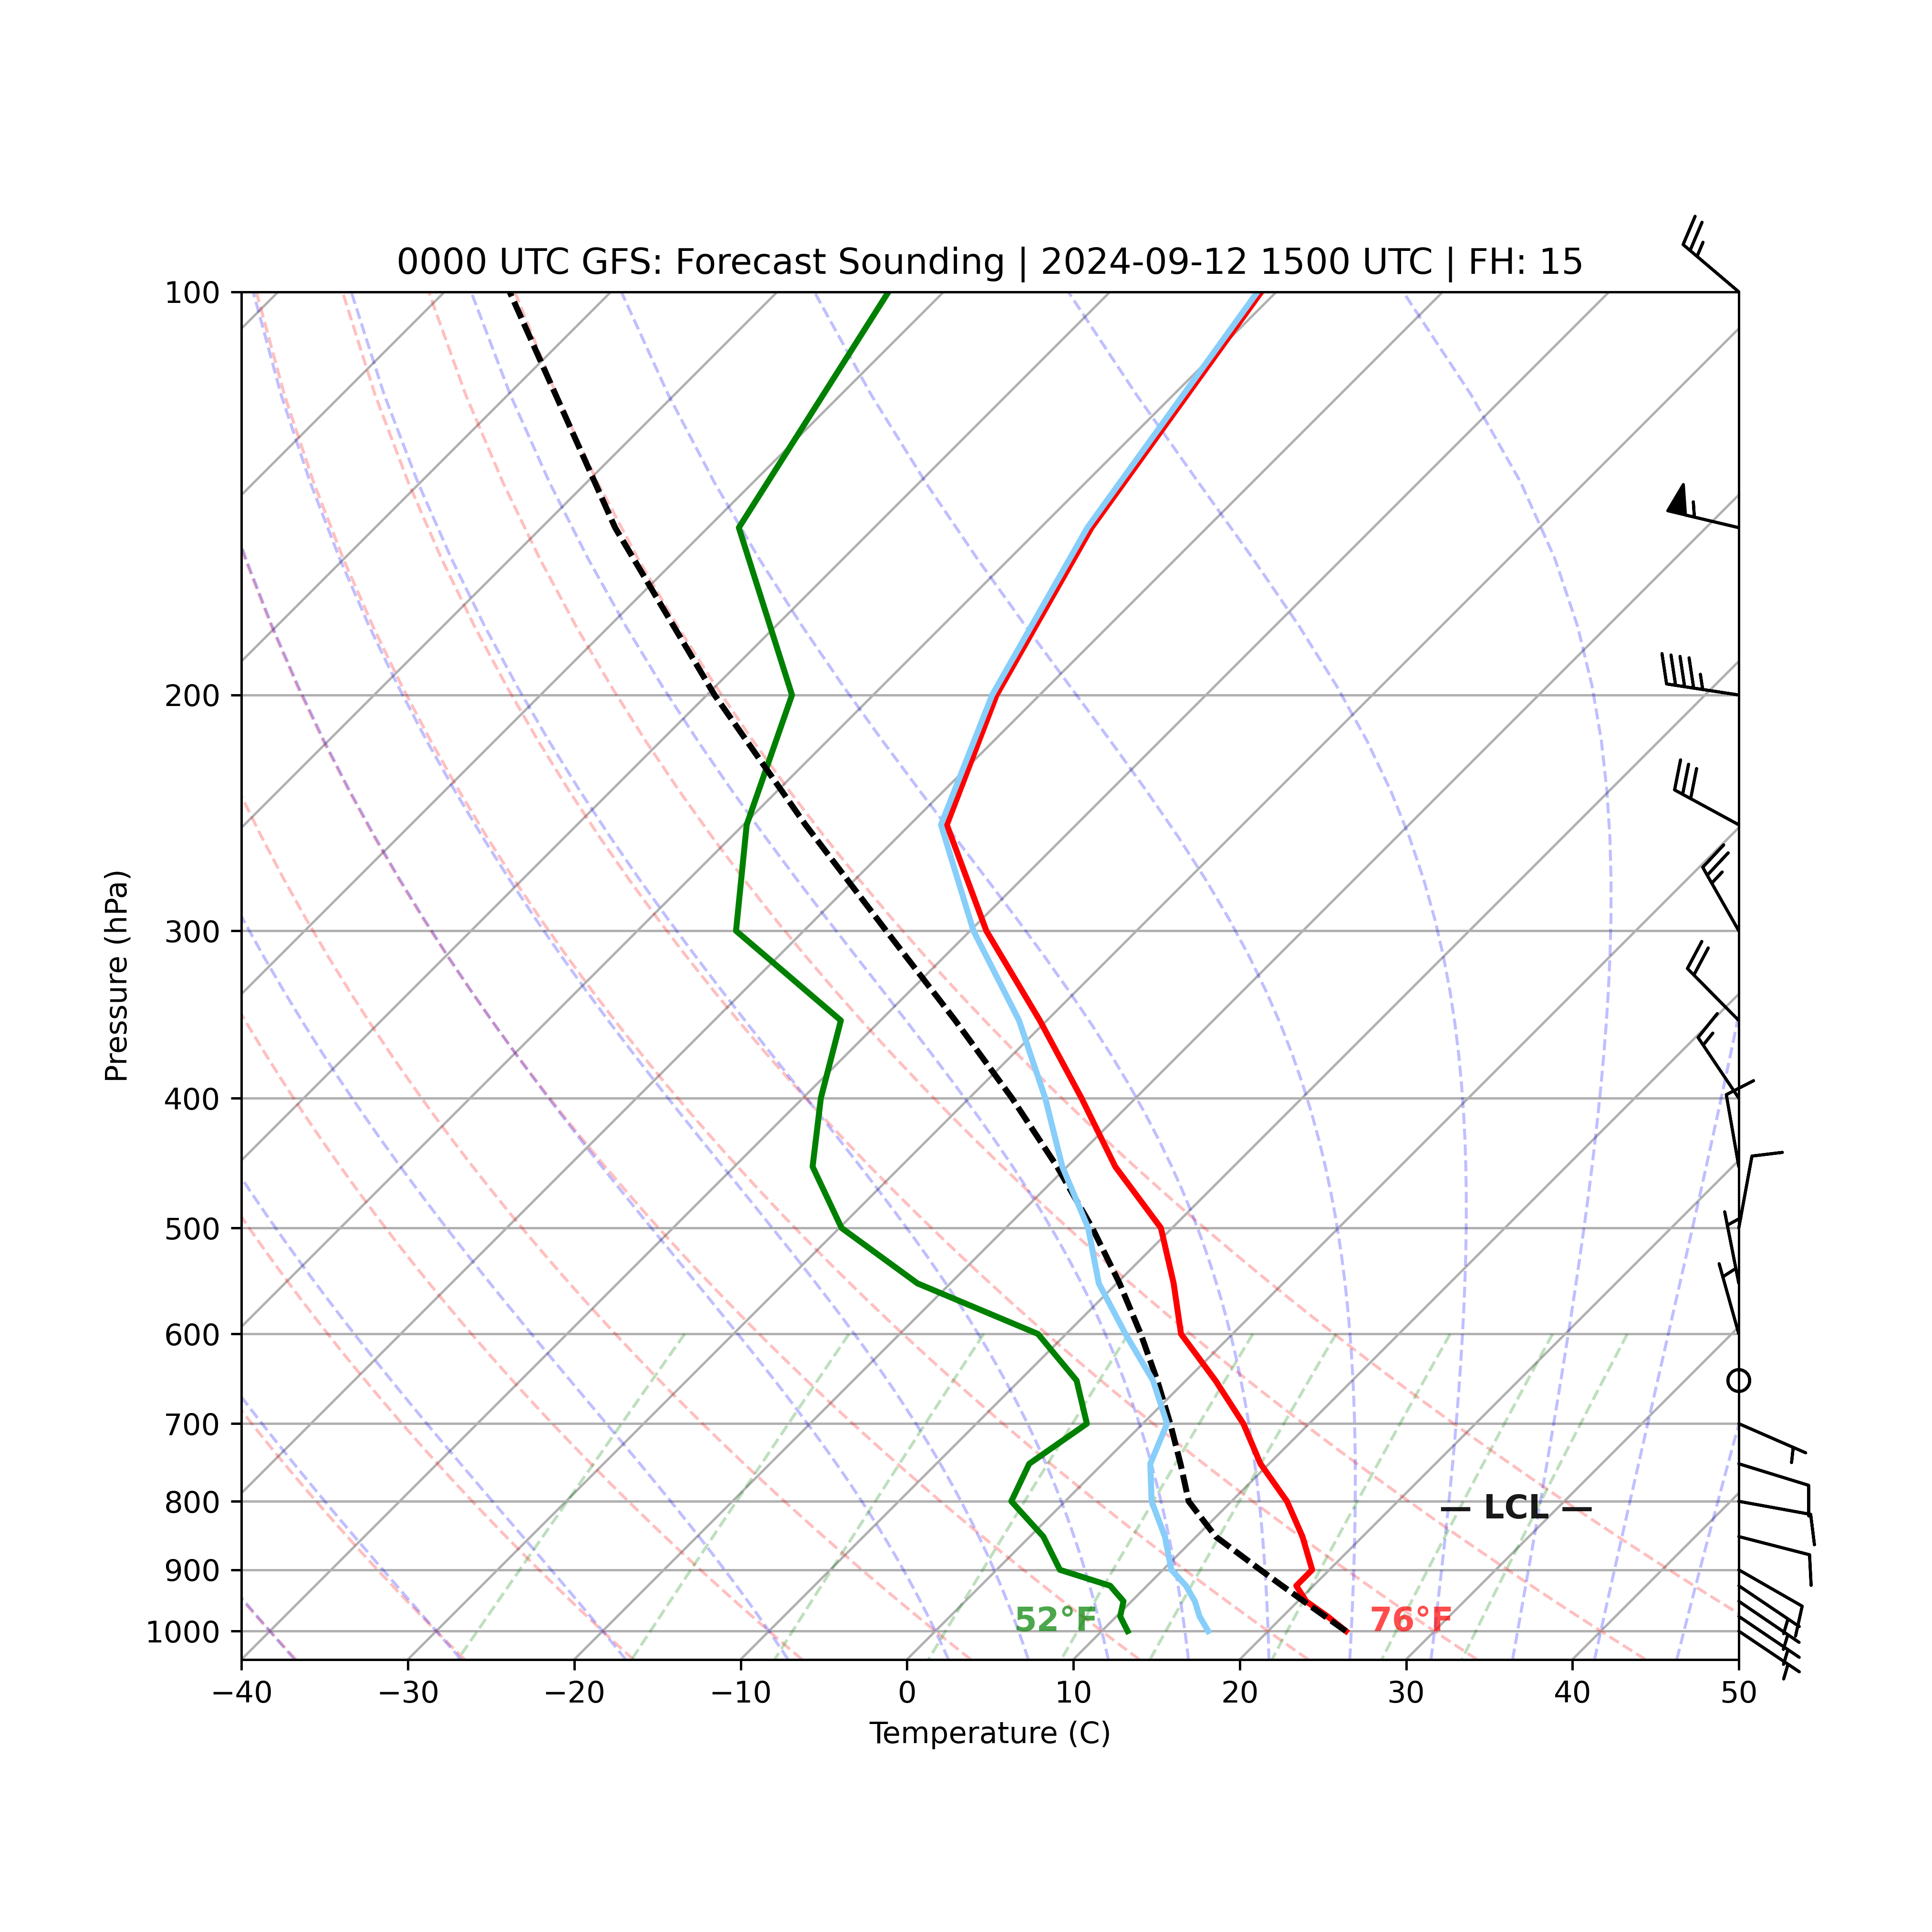 0000 UTC GFS: Forecast Sounding | 2024-09-12 1500 UTC | FH: 15
100
200
300
400
500
600
700
800
900
1000
Pressure (hPa)
— LCL —
52°F
76°F
−40 −30 −20 −10 0 10 20 30 40 50
Temperature (C)